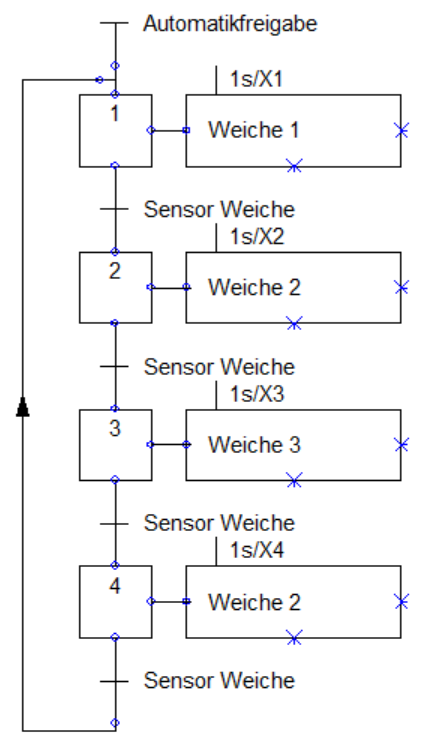 Automatikfreigabe
1s/X1
1
Weiche 1
Sensor Weiche
1s/X2
2
Weiche 2
Sensor Weiche
1s/X3
3
Weiche 3
Sensor Weiche
1s/X4
4
Weiche 2
Sensor Weiche